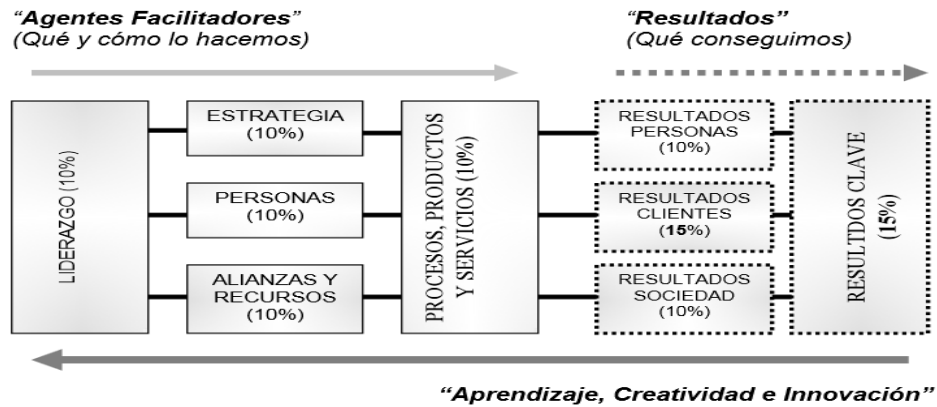 “Agentes Facilitadores”
(Qué y cómo lo hacemos)
“Resultados”
(Qué conseguimos)
LIDERAZGO (10%)
ESTRATEGIA
(10%)
PERSONAS
(10%)
ALIANZAS Y
RECURSOS
(10%)
PROCESOS, PRODUCTOS
Y SERVICIOS (10%)
RESULTADOS
PERSONAS
(10%)
RESULTADOS
CLIENTES
(15%)
RESULTADOS
SOCIEDAD
(10%)
RESULTDOS CLAVE
(15%)
“Aprendizaje, Creatividad e Innovación”